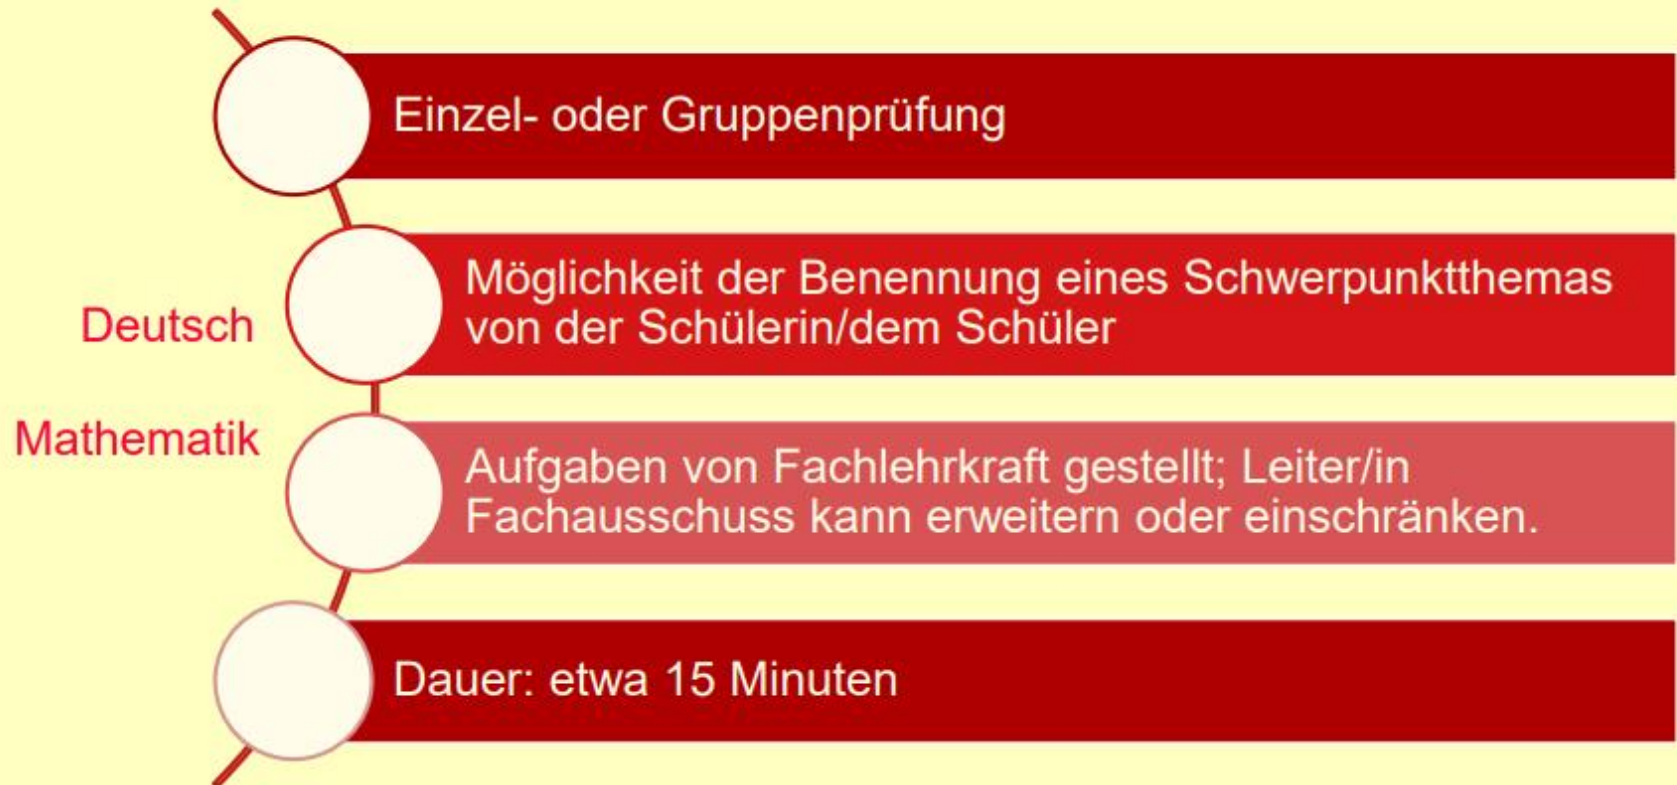 Einzel- oder Gruppenprüfung
Deutsch
Mathematik
Möglichkeit der Benennung eines Schwerpunktthemas
von der Schülerin/dem Schüler
Aufgaben von Fachlehrkraft gestellt; Leiter/in
Fachausschuss kann erweitern oder einschränken.
Dauer: etwa 15 Minuten